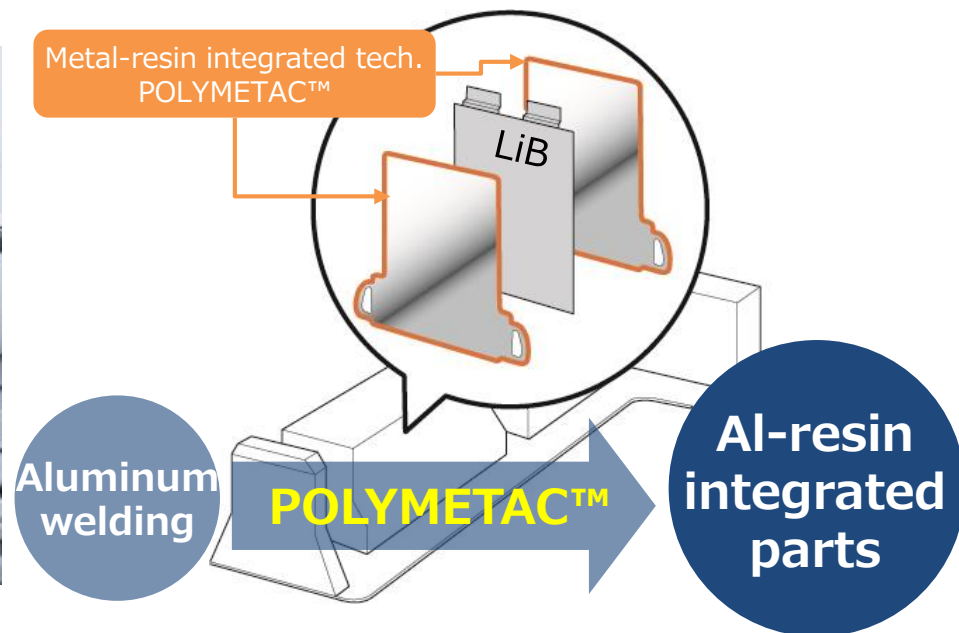 Metal-resin integrated tech.
POLYMETAC™
LiB
Aluminum
welding
POLYMETAC™
Al-resin
integrated
parts